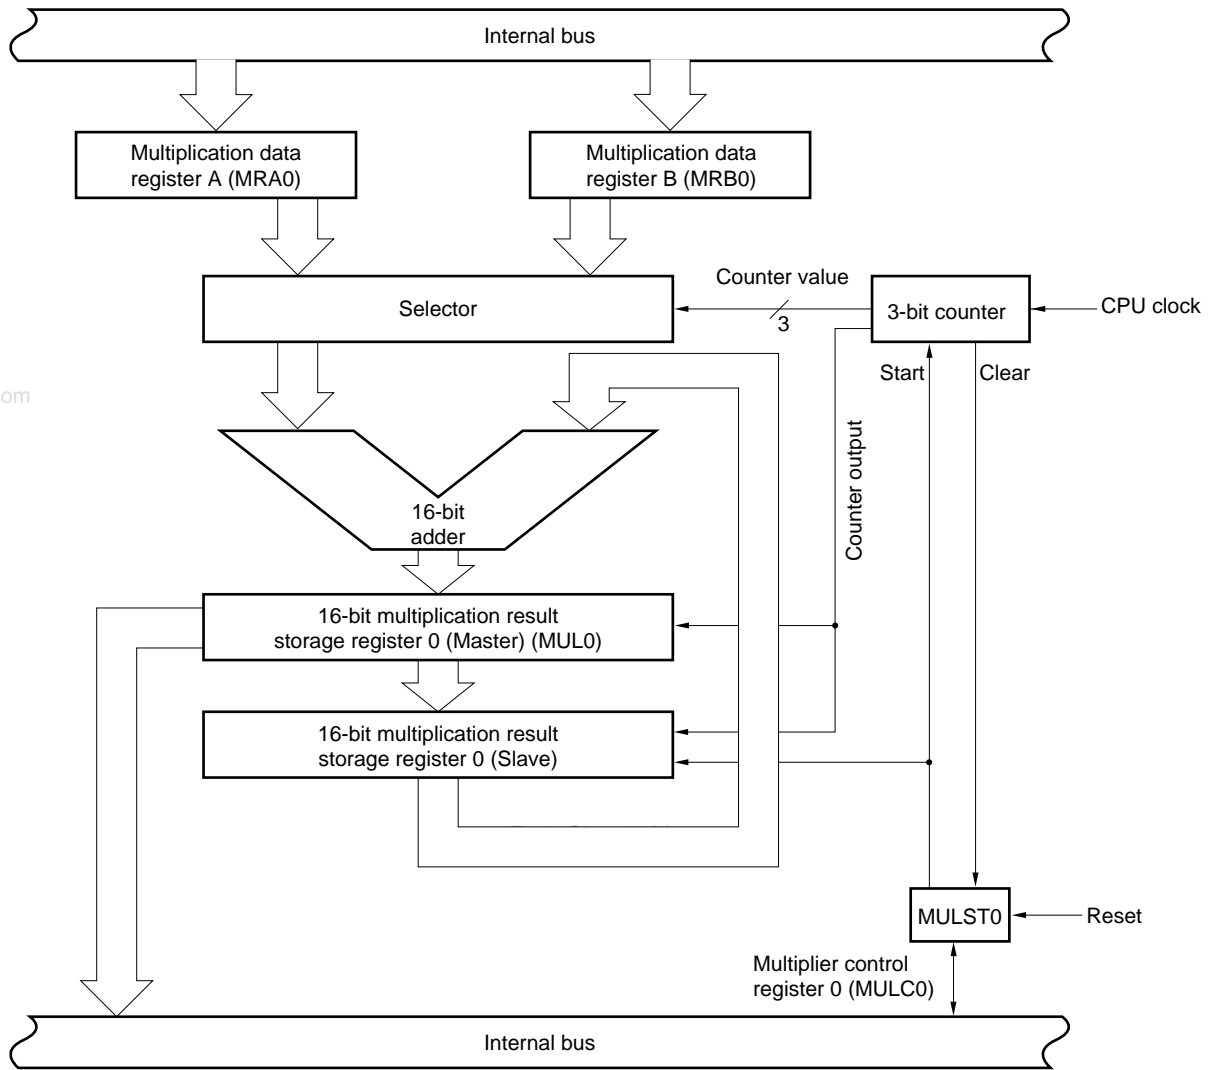 Internal bus
Multiplication data
register A (MRA0)
Multiplication data
register B (MRB0)
Selector
Counter value
3
3-bit counter
CPU clock
Start
Clear
om
Counter output
16-bit
adder
16-bit multiplication result
storage register 0 (Master) (MUL0)
16-bit multiplication result
storage register 0 (Slave)
MULST0
Reset
Multiplier control
register 0 (MULC0)
Internal bus